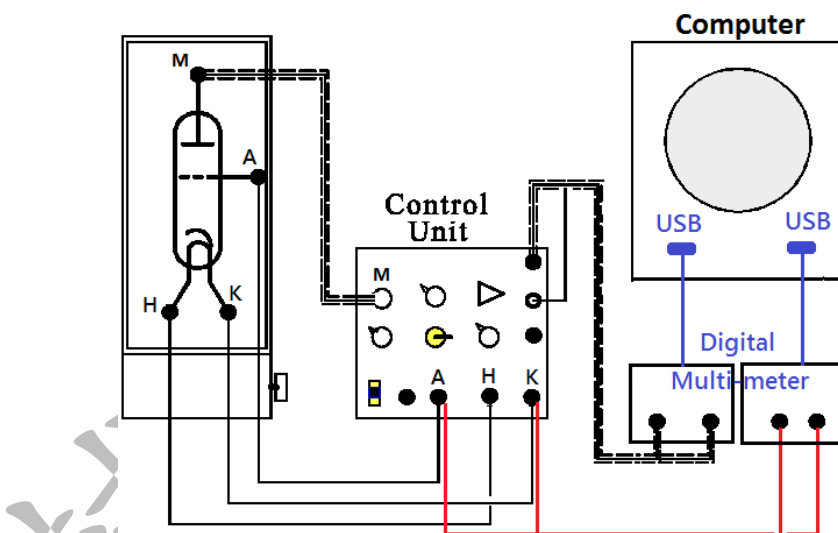 Computer
M
A
Control
Unit
USB
USB
M
H
K
Digital
Multi-meter
A
H
K